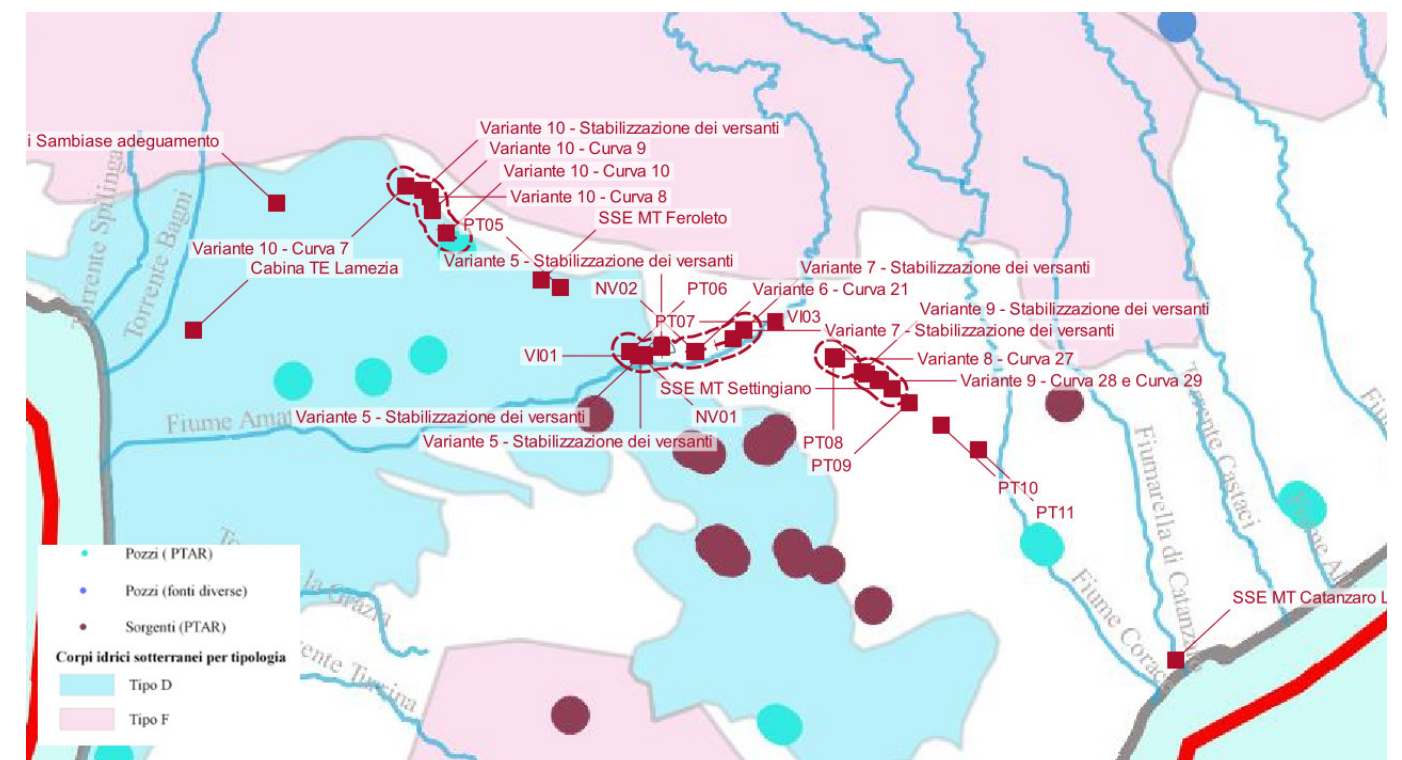 Variante 10 - Stabilizzazione dei versanti
i Sambiase adeguamento
Variante 10 - Curva 9
Variante 10 - Curva 10
Variante 10 - Curva 8
Torrente Spilinga
Torrente Bagni
SSE MT Feroleto
PT05
Variante 10 - Curva 7
Cabina TE Lamezia
Variante 5 - Stabilizzazione dei versanti
Variante 7 - Stabilizzazione dei versanti
NV02
PT06
Variante 6 - Curva 21
Variante 9 - Stabilizzazione dei versanti
PT07
VI03
Variante 7 - Stabilizzazione dei versanti
VI01
Variante 8 - Curva 27
SSE MT Settingiano
Variante 9 - Curva 28 e Curva 29
Fiume Amat
Variante 5 - Stabilizzazione dei versanti
NV01
Variante 5 - Stabilizzazione dei versanti
PT08
PT09
PT10
PT11
Torrente Castaci
Fiumarella di Catanzaro
Fiume
Fiume
Pozzi ( PTAR)
Pozzi (fonti diverse)
la Grazia
Sorgenti (PTAR)
SSE MT Catanzaro L
Fiume Corace
Corpi idrici sotterranei per tipologia
ente Turrina
Tipo D
Tipo F